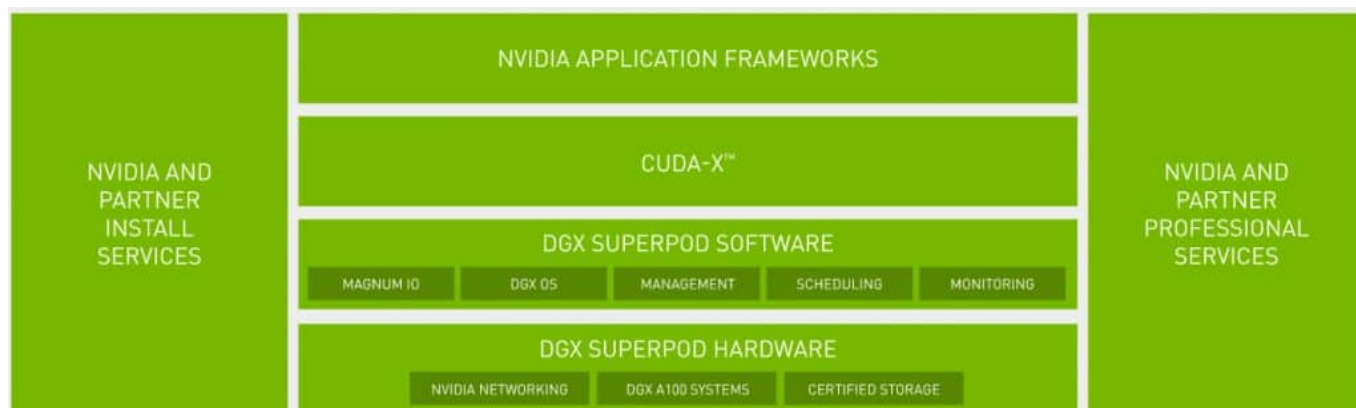 NVIDIA AND
PARTNER
INSTALL
SERVICES
NVIDIA APPLICATION FRAMEWORKS
CUDA-X™
DGX SUPERPOD SOFTWARE
MAGNUM IO
DGX OS
MANAGEMENT
SCHEDULING
MONITORING
DGX SUPERPOD HARDWARE
NVIDIA NETWORKING
DGX A100 SYSTEMS
CERTIFIED STORAGE
NVIDIA AND
PARTNER
PROFESSIONAL
SERVICES